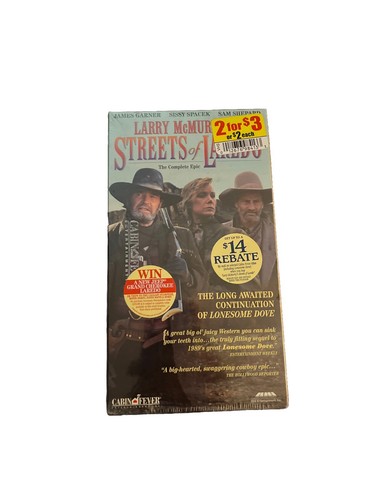 JAMES GARNER SISSY SPACEK SAM SHEPARD
LARRY McMUR
STREETS of LAREDO
The Complete Epic
2 for $3
or $2 each
WIN
A NEW JEEP
GRAND CHEROKEE
LAREDO
$14
REBATE
THE LONG AWAITED
CONTINUATION
OF LONESOME DOVE
"A great big ol' juicy Western you can sink
your teeth into...the truly filling sequel to
1989's great Lonesome Dove."
ENTERTAINMENT WEEKLY
"A big-hearted, swaggering cowboy epic..."
THE HOLLYWOOD REPORTER
CABIN FEVER